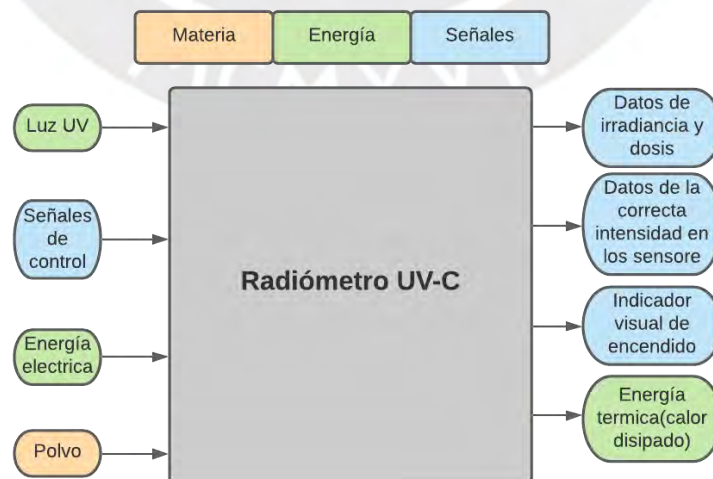 Materia
Energía
Señales
Luz UV
Señales
de
control
Energía
electrica
Polvo
Radiómetro UV-C
Datos de
irradiancia y
dosis
Datos de la
correcta
intensidad en
los sensore
Indicador
visual de
encendido
Energía
termica(calor
disipado)